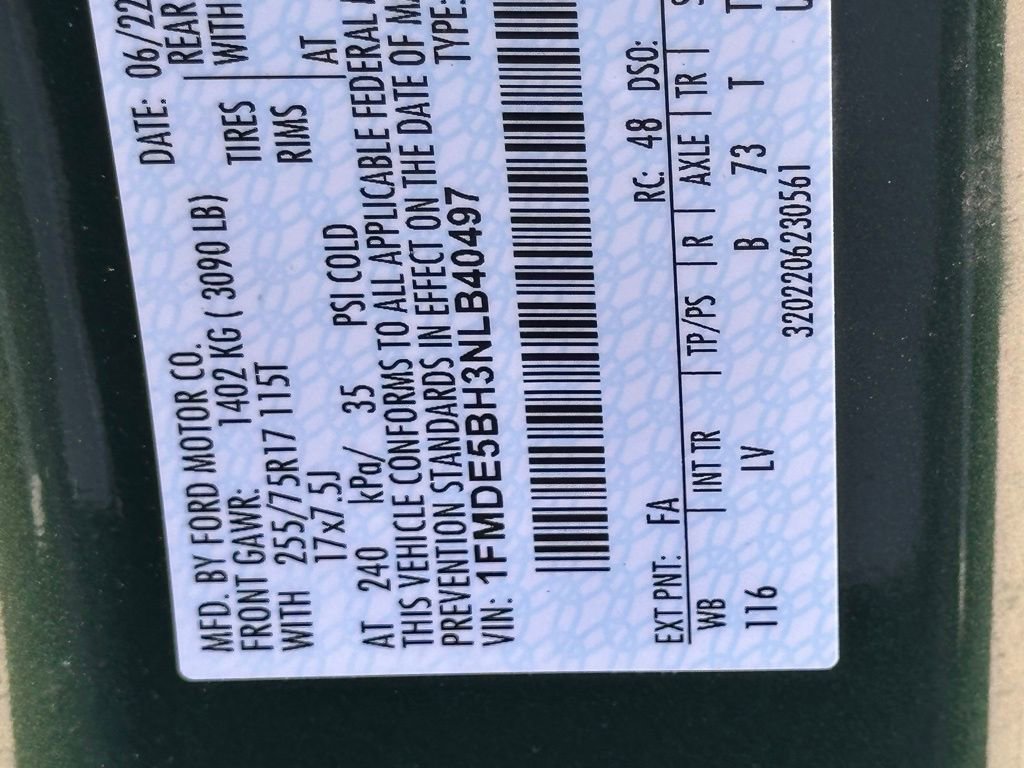 MFD. BY FORD MOTOR CO.
DATE: 06/22
FRONT GAWR: 1402 KG ( 3090 LB)
REAR
WITH 255/75R17 115T TIRES
WITH
17x7.5J RIMS
AT 240 kPa/ 35 PSI COLD AT
THIS VEHICLE CONFORMS TO ALL APPLICABLE FEDERAL
PREVENTION STANDARDS IN EFFECT ON THE DATE OF
VIN: 1FMDE5BH3NLB40497 TYPE:
EXT PNT: FA RC: 48 DSO:
WB | INT TR | TP/PS | R | AXLE | TR |
116 LV B 73 T
320220623056​1